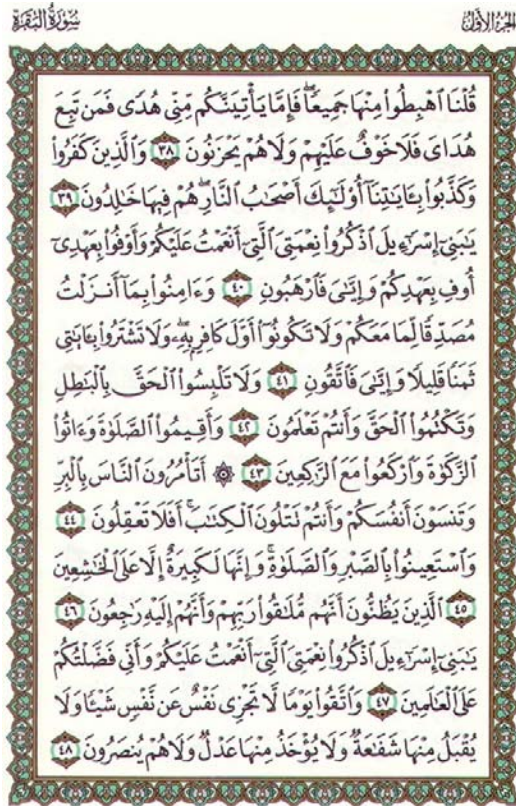 الجزء الأول
سورة البقرة
قُلْنَا ٱهْبِطُوا۟ مِنْهَا جَمِيعًاۖ فَإِمَّا يَأْتِيَنَّكُم مِّنِّى هُدًى فَمَن تَبِعَ
هُدَاىَ فَلَا خَوْفٌ عَلَيْهِمْ وَلَا هُمْ يَحْزَنُونَ ٣٨ وَٱلَّذِينَ كَفَرُوا۟
وَكَذَّبُوا۟ بِـَٔايَـٰتِنَآ أُو۟لَـٰٓئِكَ أَصْحَـٰبُ ٱلنَّارِۖ هُمْ فِيهَا خَـٰلِدُونَ ٣٩
يَـٰبَنِىٓ إِسْرَٰٓءِيلَ ٱذْكُرُوا۟ نِعْمَتِىَ ٱلَّتِىٓ أَنْعَمْتُ عَلَيْكُمْ وَأَوْفُوا۟ بِعَهْدِىٓ
أُوفِ بِعَهْدِكُمْ وَإِيَّـٰىَ فَٱرْهَبُونِ ٤٠ وَءَامِنُوا۟ بِمَآ أَنزَلْتُ
مُصَدِّقًا لِّمَا مَعَكُمْ وَلَا تَكُونُوٓا۟ أَوَّلَ كَافِرٍۭ بِهِۦۖ وَلَا تَشْتَرُوا۟ بِـَٔايَـٰتِى
ثَمَنًا قَلِيلًا وَإِيَّـٰىَ فَٱتَّقُونِ ٤١ وَلَا تَلْبِسُوا۟ ٱلْحَقَّ بِٱلْبَـٰطِلِ
وَتَكْتُمُوا۟ ٱلْحَقَّ وَأَنتُمْ تَعْلَمُونَ ٤٢ وَأَقِيمُوا۟ ٱلصَّلَوٰةَ وَءَاتُوا۟
ٱلزَّكَوٰةَ وَٱرْكَعُوا۟ مَعَ ٱلرَّٰكِعِينَ ٤٣ ۞ أَتَأْمُرُونَ ٱلنَّاسَ بِٱلْبِرِّ
وَتَنسَوْنَ أَنفُسَكُمْ وَأَنتُمْ تَتْلُونَ ٱلْكِتَـٰبَۚ أَفَلَا تَعْقِلُونَ ٤٤
وَٱسْتَعِينُوا۟ بِٱلصَّبْرِ وَٱلصَّلَوٰةِۚ وَإِنَّهَا لَكَبِيرَةٌ إِلَّا عَلَى ٱلْخَـٰشِعِينَ
٤٥ ٱلَّذِينَ يَظُنُّونَ أَنَّهُم مُّلَـٰقُوا۟ رَبِّهِمْ وَأَنَّهُمْ إِلَيْهِ رَٰجِعُونَ ٤٦
يَـٰبَنِىٓ إِسْرَٰٓءِيلَ ٱذْكُرُوا۟ نِعْمَتِىَ ٱلَّتِىٓ أَنْعَمْتُ عَلَيْكُمْ وَأَنِّى فَضَّلْتُكُمْ
عَلَى ٱلْعَـٰلَمِينَ ٤٧ وَٱتَّقُوا۟ يَوْمًا لَّا تَجْزِى نَفْسٌ عَن نَّفْسٍ شَيْـًٔا وَلَا
يُقْبَلُ مِنْهَا شَفَـٰعَةٌ وَلَا يُؤْخَذُ مِنْهَا عَدْلٌ وَلَا هُمْ يُنصَرُونَ ٤٨